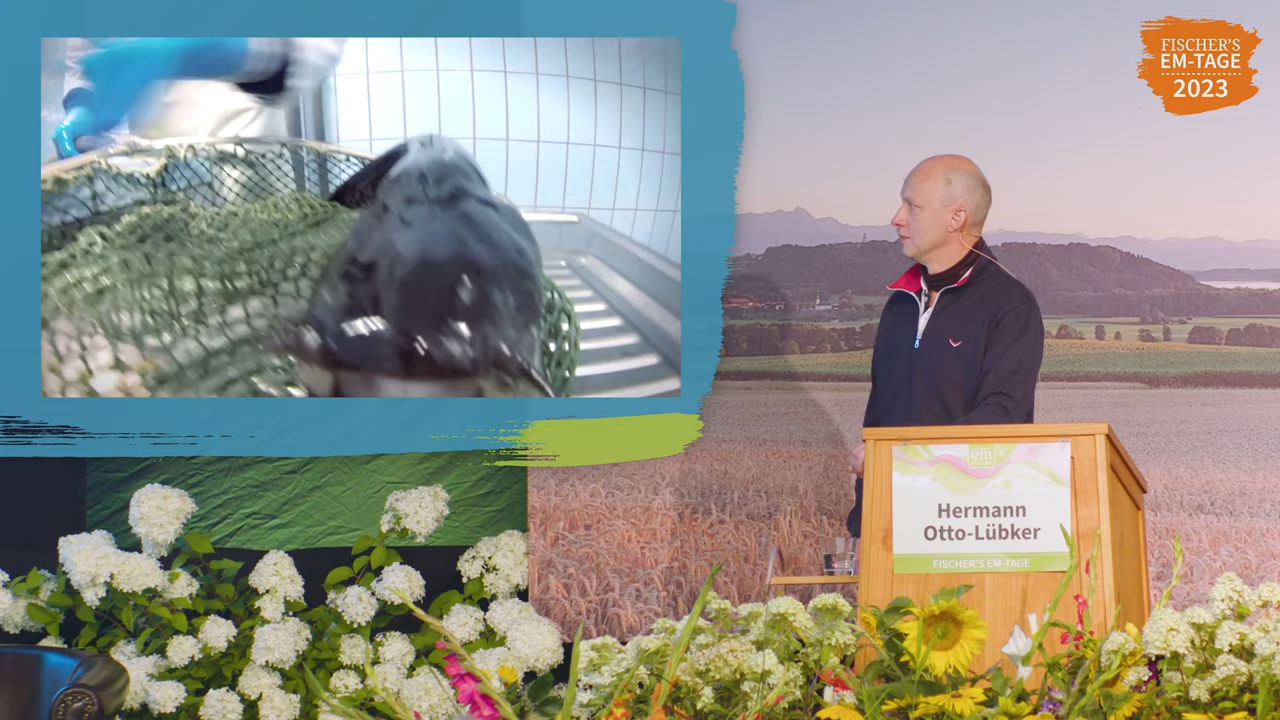 FISCHER'S
EM-TAGE
2023
em
Hermann
Otto-Lübker
FISCHER'S EM-TAGE